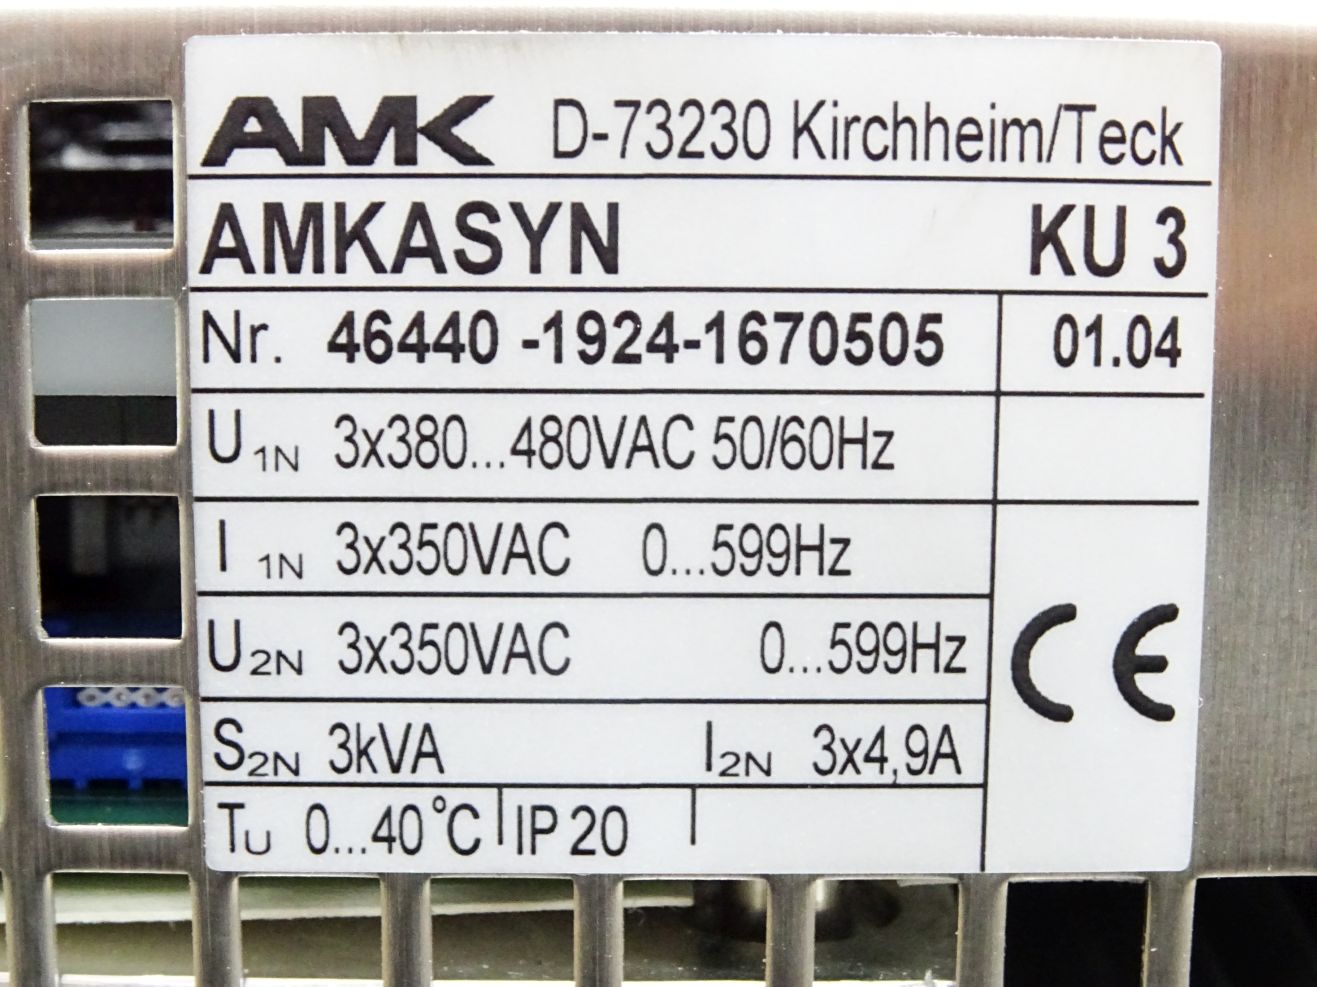 AMK D-73230 Kirchheim/Teck
AMKASYN KU 3
Nr. 46440 -1924-1670505 01.04
U 1N 3x380...480VAC 50/60Hz
I 1N 3x350VAC 0...599Hz
U2N 3x350VAC 0...599Hz
S2N 3kVA I2N 3x4,9A
TU 0...40°C IP 20
CE